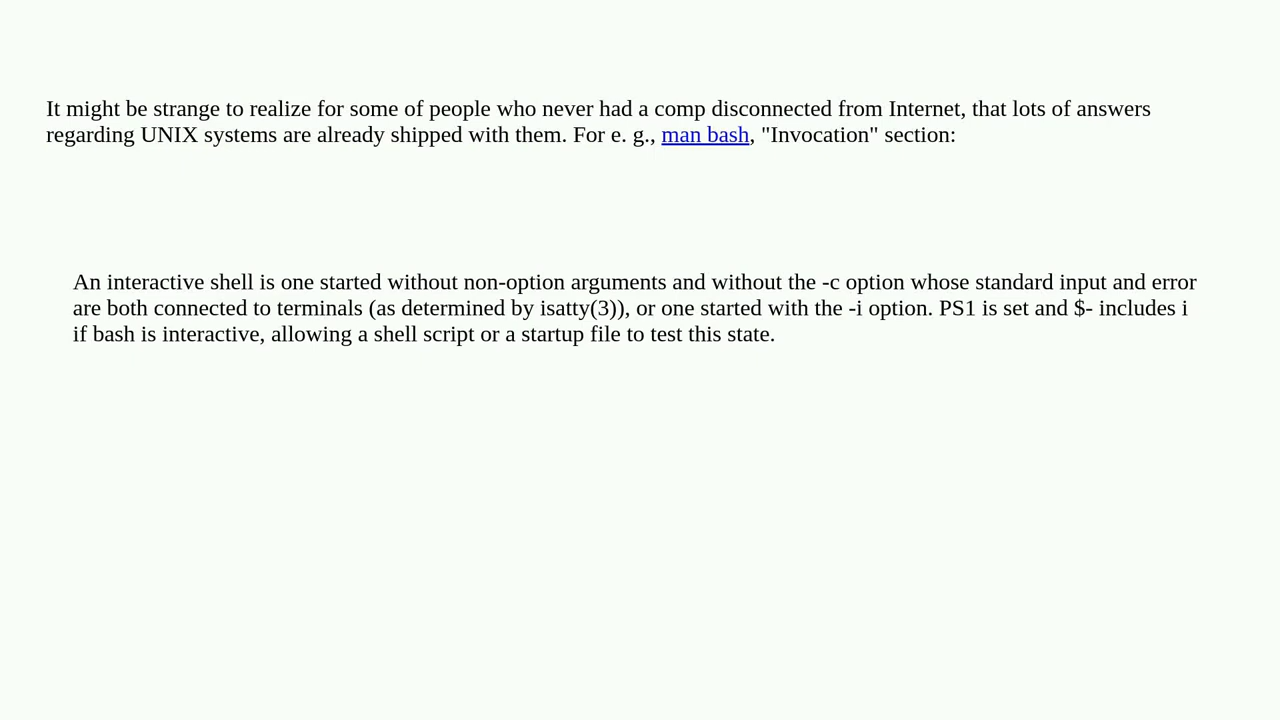 It might be strange to realize for some of people who never had a comp disconnected from Internet, that lots of answers
regarding UNIX systems are already shipped with them. For e. g., man bash, "Invocation" section:
An interactive shell is one started without non-option arguments and without the -c option whose standard input and error
are both connected to terminals (as determined by isatty(3)), or one started with the -i option. PS1 is set and $- includes i
if bash is interactive, allowing a shell script or a startup file to test this state.